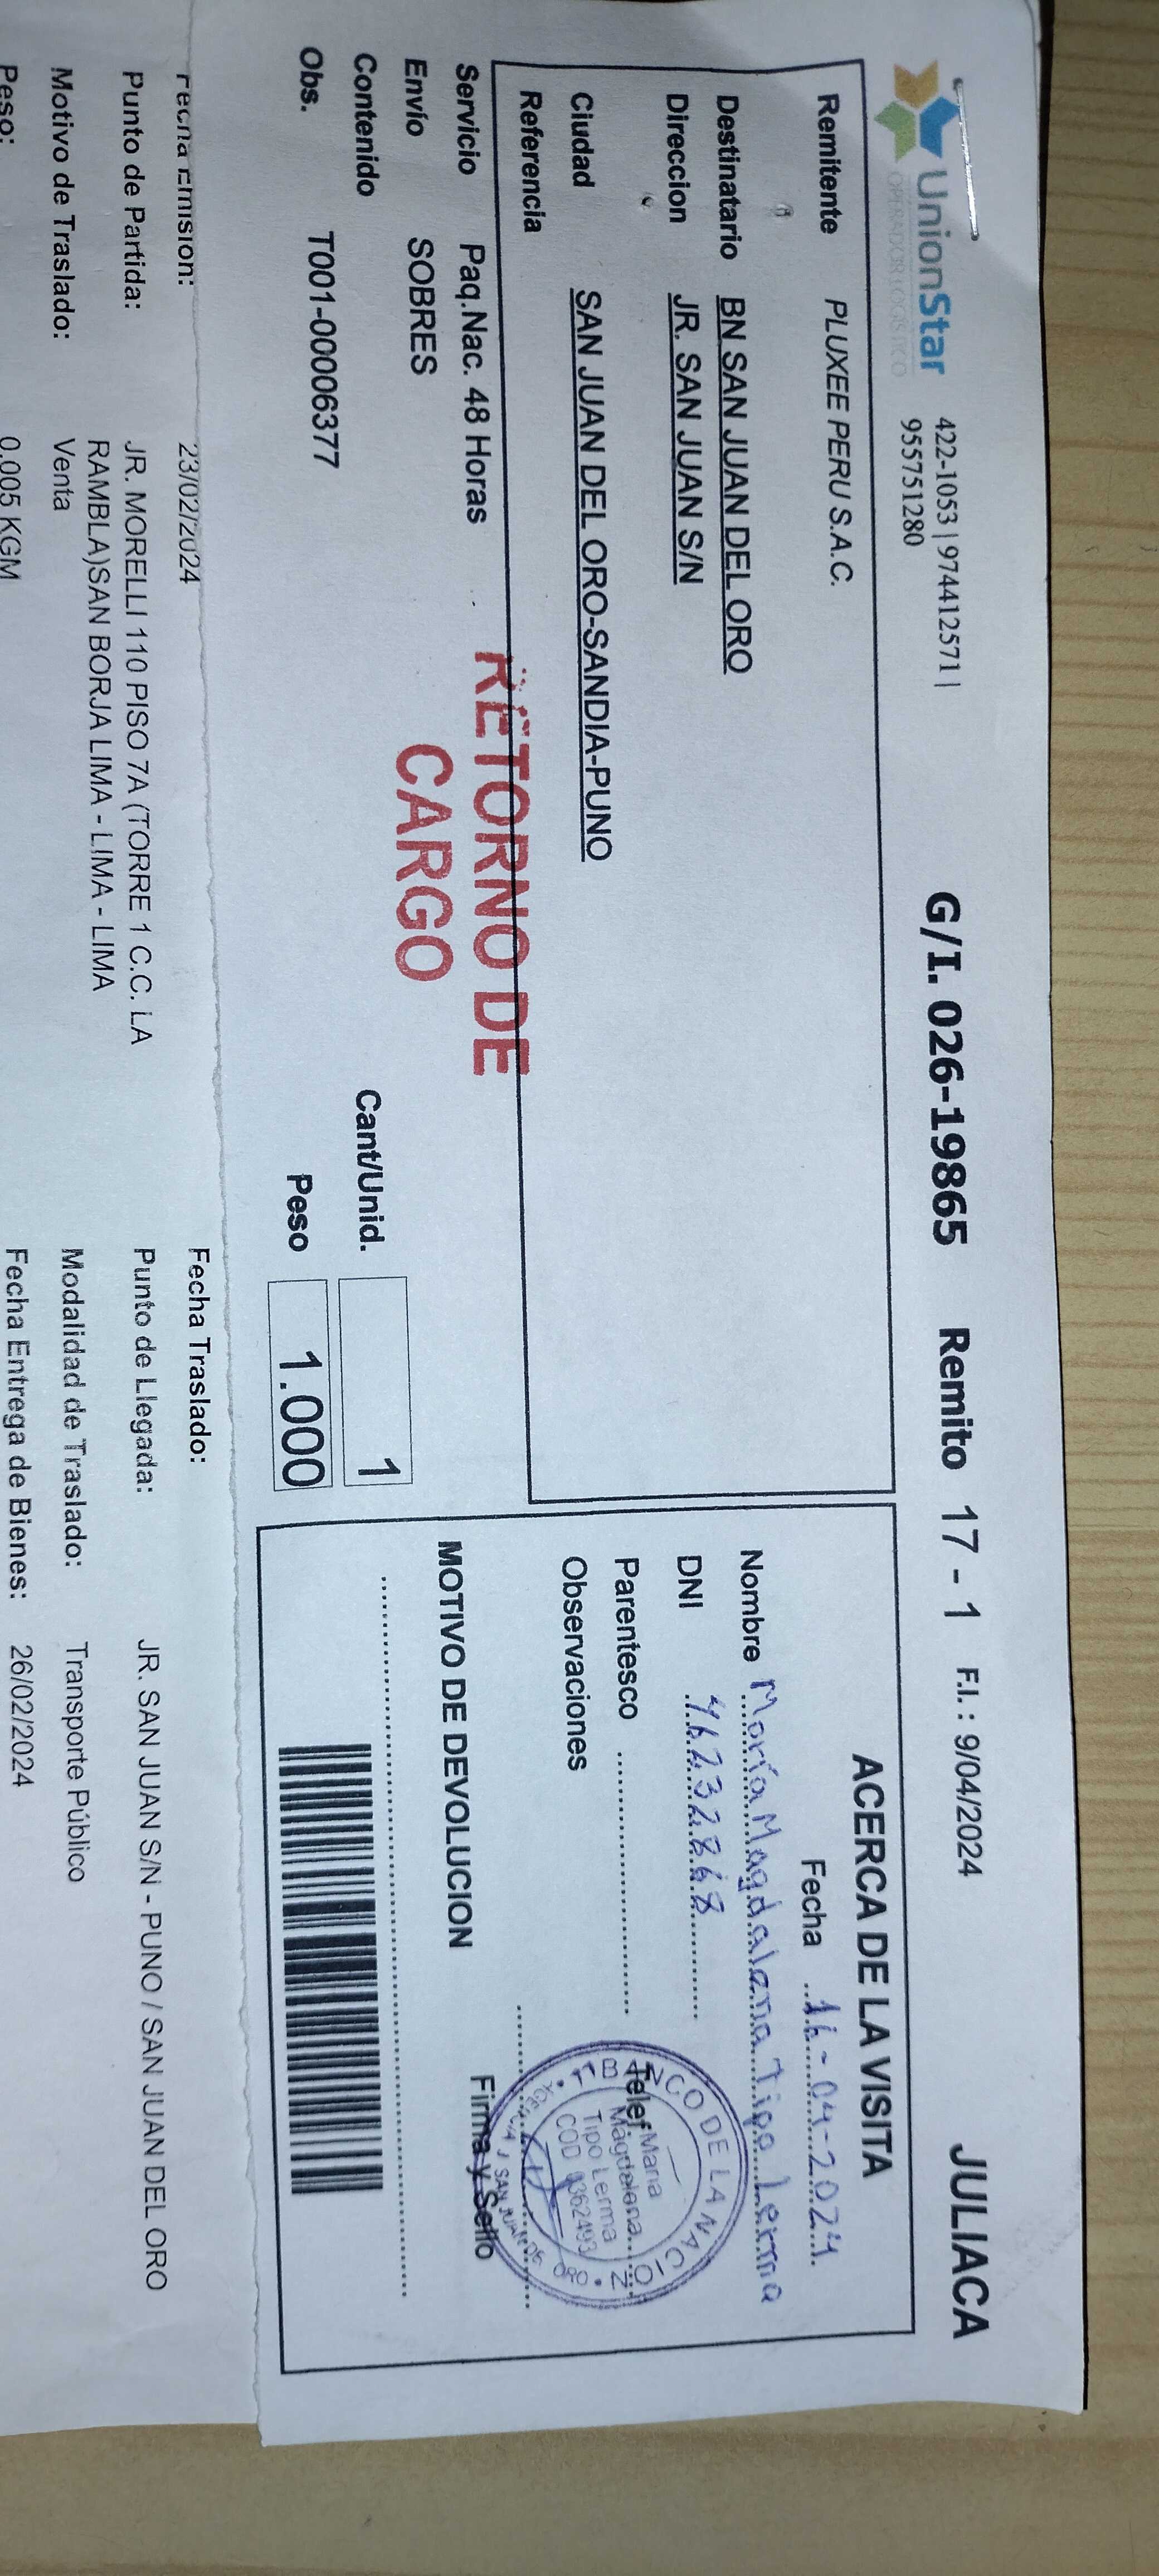 UnionStar
OPERADOR LOGISTICO
422-1053 | 974412571 |
955751280
G/I. 026-19865 Remito 17 - 1 F.I. : 9/04/2024 JULIACA
Remitente PLUXEE PERU S.A.C.
Destinatario BN SAN JUAN DEL ORO
Direccion JR. SAN JUAN S/N
Ciudad SAN JUAN DEL ORO-SANDIA-PUNO
Referencia
Servicio Paq.Nac. 48 Horas
Envío SOBRES
Contenido
Obs. T001-00006377
RETORNO DE
CARGO
Cant/Unid. 1
Peso 1.000
ACERCA DE LA VISITA
Fecha 16-04-2024
Nombre María Magdalena Tipo Lerma
DNI 46232868
Parentesco
Telef.
Observaciones
BANCO DE LA NACION
Maria
Magdalena
Tipo Lerma
COD 0362493
SAN JUAN DE ORO
Firma y Sello
MOTIVO DE DEVOLUCION
Fecha Emision: 23/02/2024 Fecha Traslado:
Punto de Partida: JR. MORELLI 110 PISO 7A (TORRE 1 C.C. LA
RAMBLA)SAN BORJA LIMA - LIMA - LIMA
Punto de Llegada: JR. SAN JUAN S/N - PUNO / SAN JUAN DEL ORO
Motivo de Traslado: Venta Modalidad de Traslado: Transporte Público
Peso: 0.005 KGM Fecha Entrega de Bienes: 26/02/2024